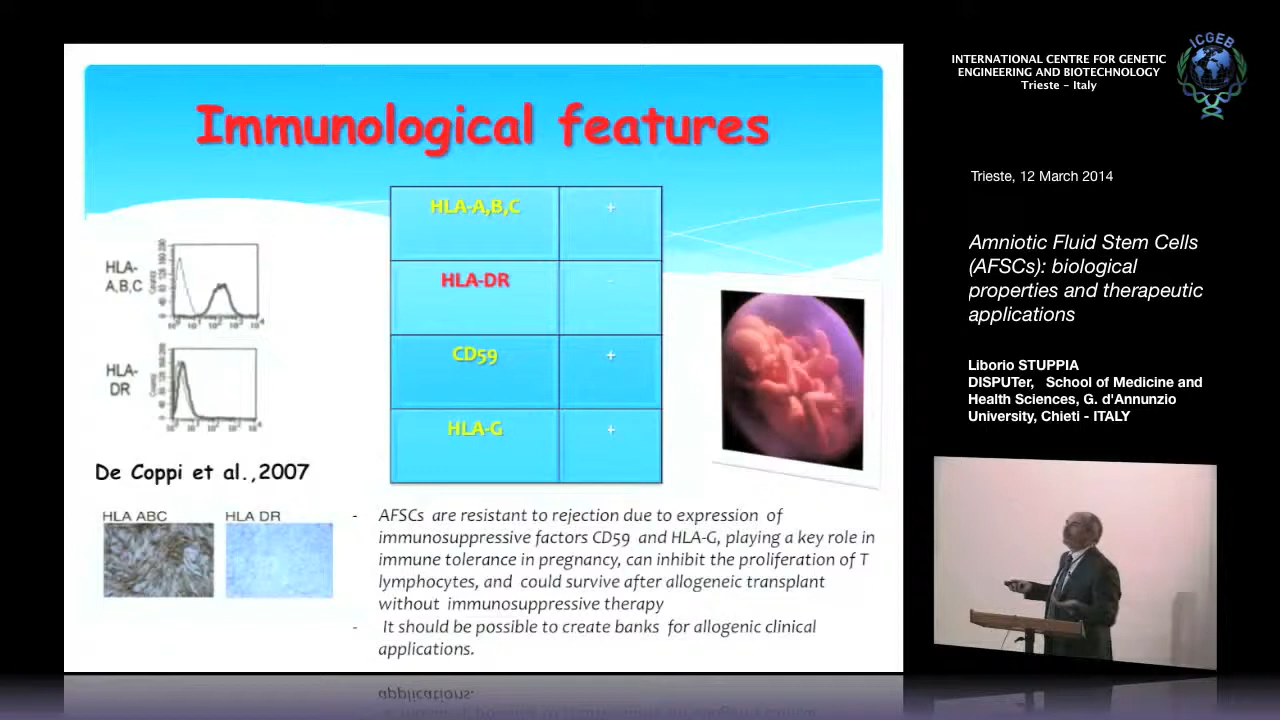 Immunological features
HLA-A,B,C +
HLA-DR -
CD59 +
HLA-G +
HLA-
A,B,C
Counts
HLA-
DR
Counts
De Coppi et al.,2007
HLA ABC
HLA DR
- AFSCs are resistant to rejection due to expression of
immunosuppressive factors CD59 and HLA-G, playing a key role in
immune tolerance in pregnancy, can inhibit the proliferation of T
lymphocytes, and could survive after allogeneic transplant
without immunosuppressive therapy
- It should be possible to create banks for allogenic clinical
applications.
INTERNATIONAL CENTRE FOR GENETIC
ENGINEERING AND BIOTECHNOLOGY
Trieste - Italy
ICGEB
Trieste, 12 March 2014
Amniotic Fluid Stem Cells
(AFSCs): biological
properties and therapeutic
applications
Liborio STUPPIA
DISPUTer, School of Medicine and
Health Sciences, G. d'Annunzio
University, Chieti - ITALY